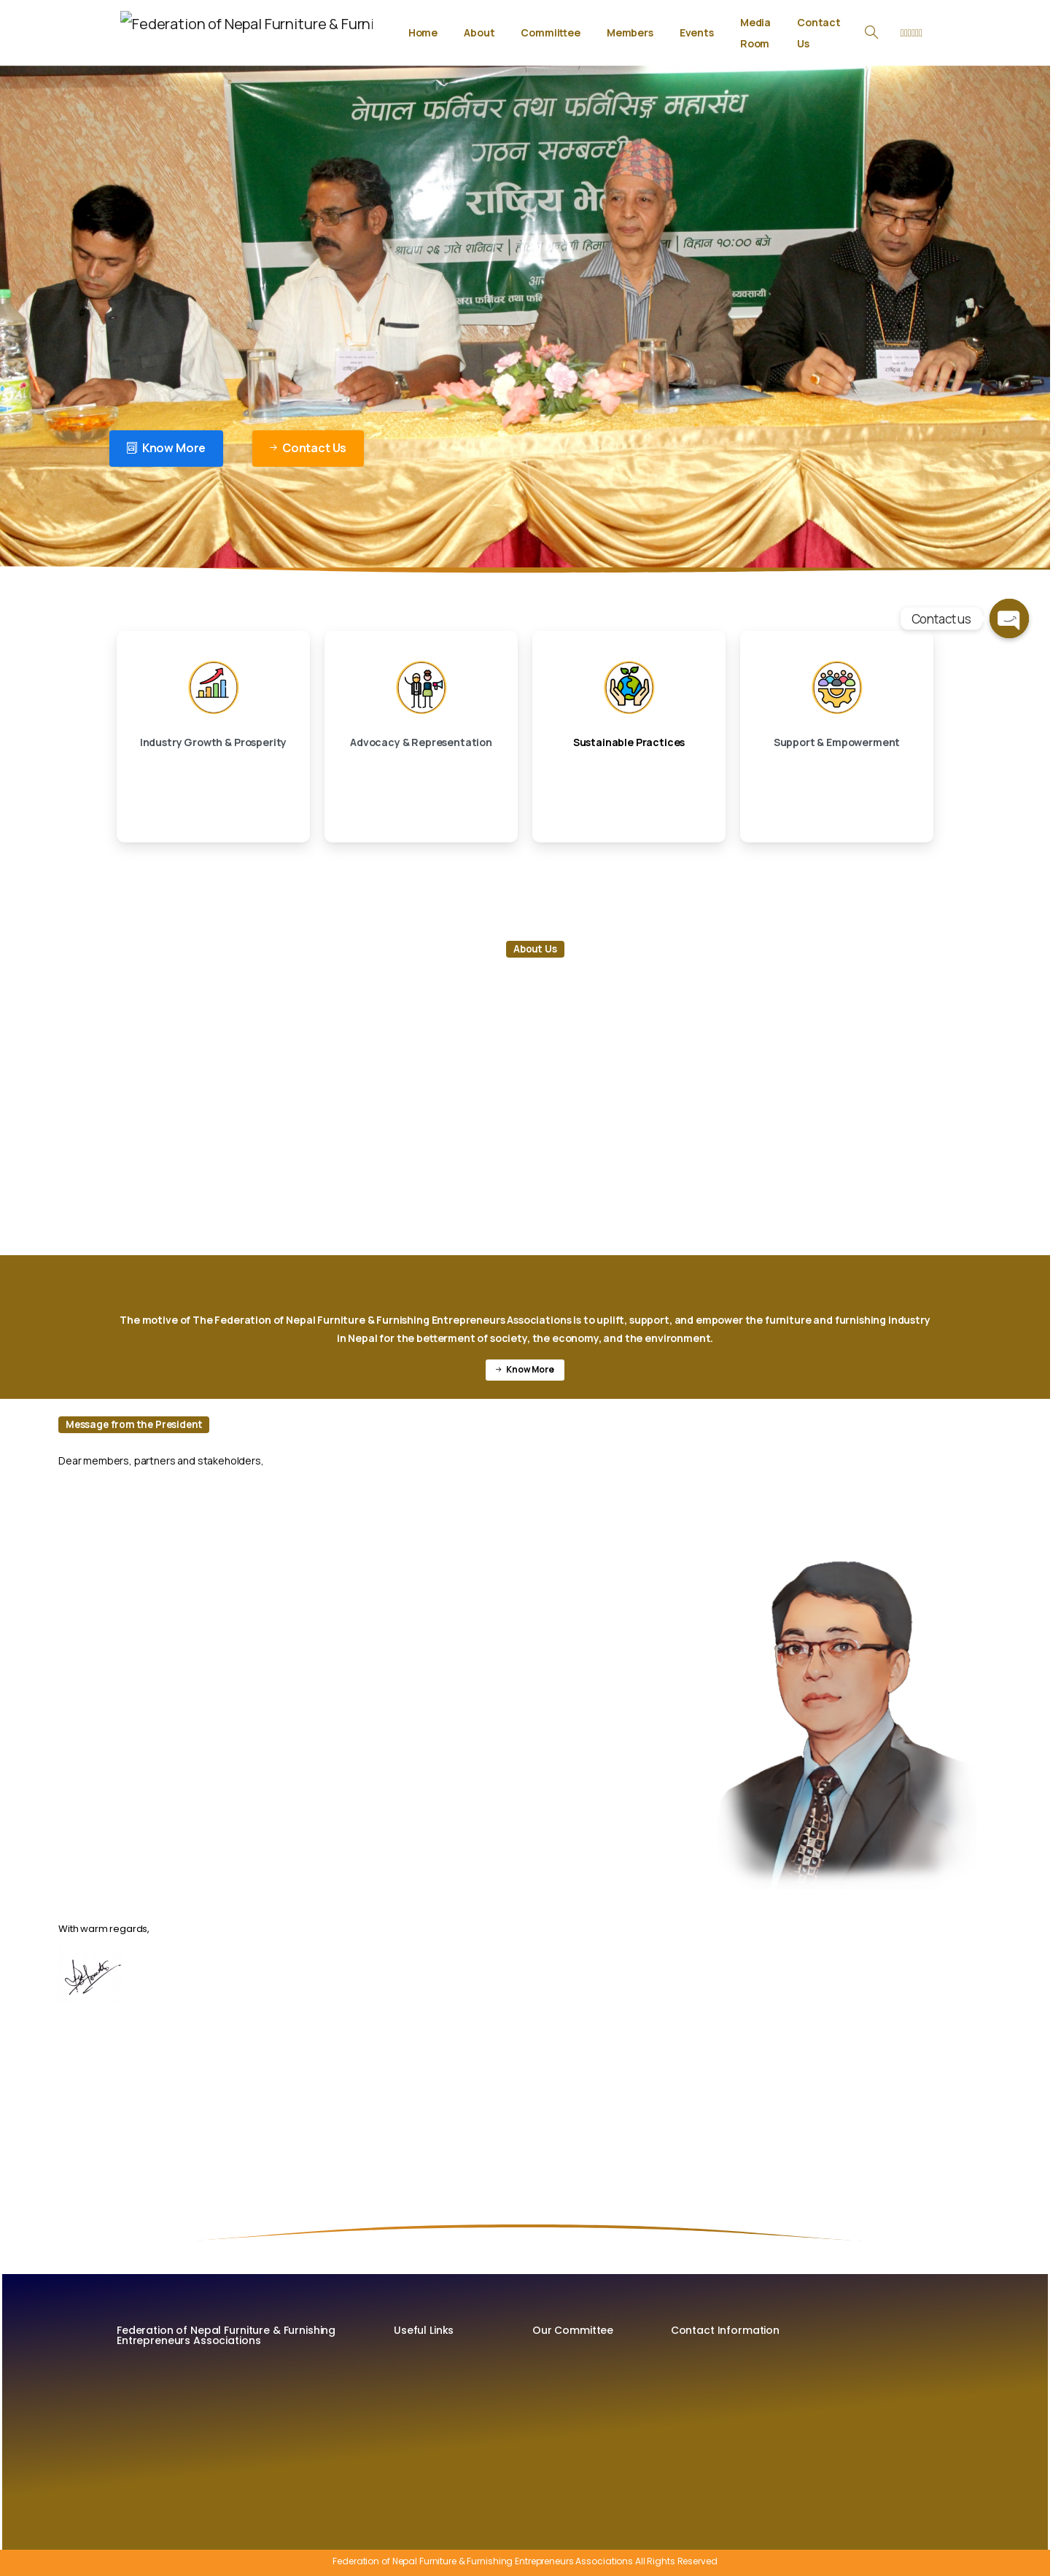 Federation of Nepal Furniture & Furni
Home
About
Commiittee
Members
Events
Media
Room
Contact
Us
नेपाल फर्निचर तथा फर्निसिङ्ग महासंघ
गठन सम्बन्धी
राष्ट्रिय भे
श्रावण २६ गते शनिबार
विहान १०:०० बजे
फर्निचर तथा
व्यवसायी
Know More
Contact Us
Contact us
Industry Growth & Prosperity
Advocacy & Representation
Sustainable Practices
Support & Empowerment
About Us
The motive of The Federation of Nepal Furniture & Furnishing Entrepreneurs Associations is to uplift, support, and empower the furniture and furnishing industry
in Nepal for the betterment of society, the economy, and the environment.
Know More
Message from the President
Dear members, partners and stakeholders,
With warm regards,
Federation of Nepal Furniture & Furnishing
Entrepreneurs Associations
Useful Links
Our Committee
Contact Information
Federation of Nepal Furniture & Furnishing Entrepreneurs Associations All Rights Reserved